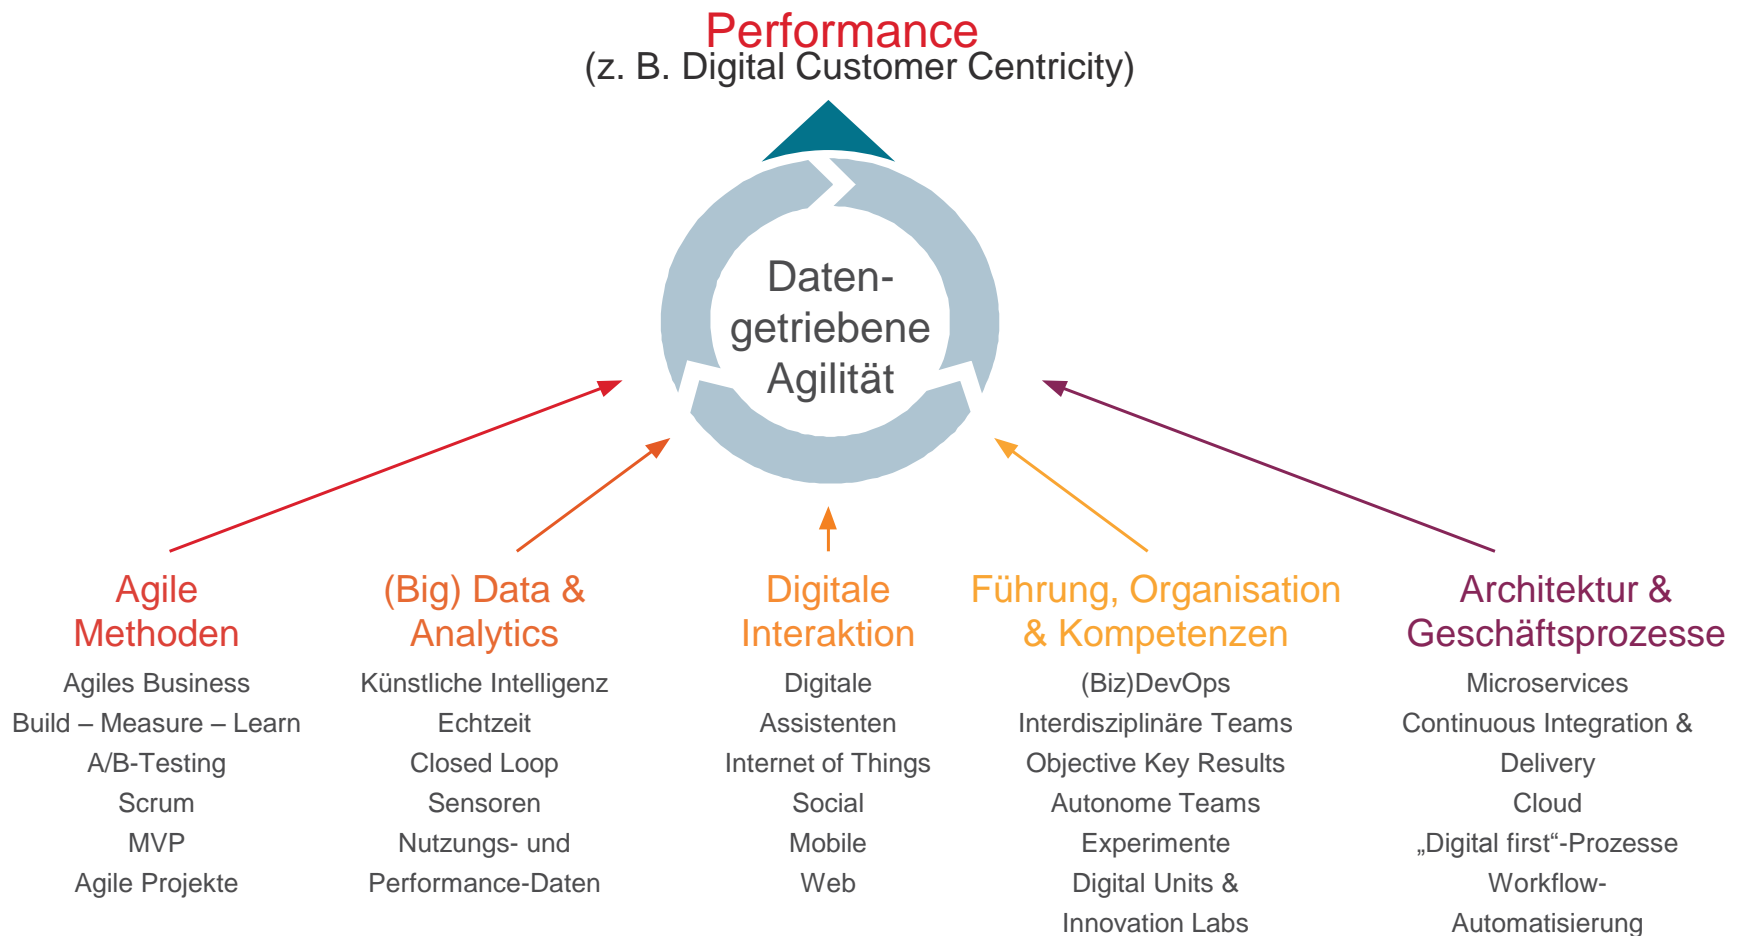 Performance
(z. B. Digital Customer Centricity)
Daten-
getriebene
Agilität
Agile
Methoden
Agiles Business
Build – Measure – Learn
A/B-Testing
Scrum
MVP
Agile Projekte
(Big) Data &
Analytics
Künstliche Intelligenz
Echtzeit
Closed Loop
Sensoren
Nutzungs- und
Performance-Daten
Digitale
Interaktion
Digitale
Assistenten
Internet of Things
Social
Mobile
Web
Führung, Organisation
& Kompetenzen
(Biz)DevOps
Interdisziplinäre Teams
Objective Key Results
Autonome Teams
Experimente
Digital Units &
Innovation Labs
Architektur &
Geschäftsprozesse
Microservices
Continuous Integration &
Delivery
Cloud
„Digital first“-Prozesse
Workflow-
Automatisierung